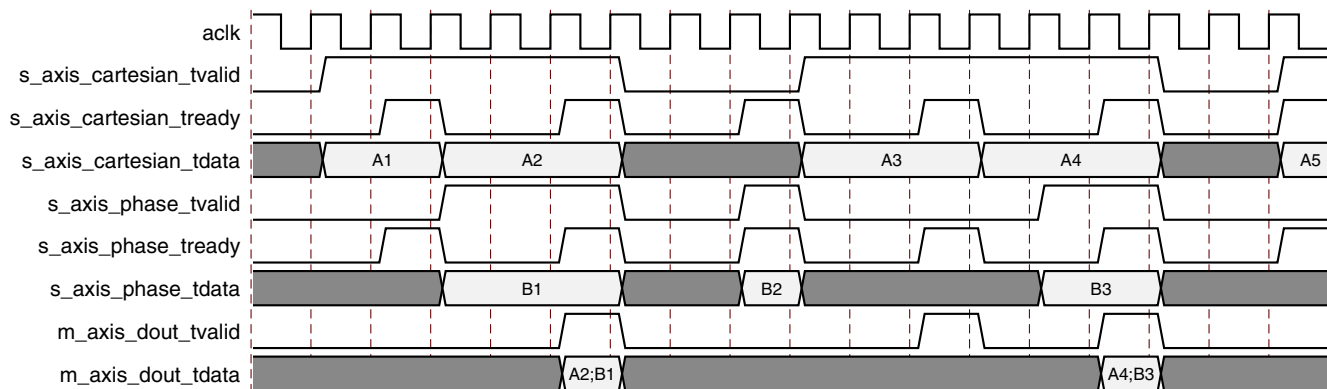 aclk
s_axis_cartesian_tvalid
s_axis_cartesian_tready
s_axis_cartesian_tdata A1 A2 A3 A4 A5
s_axis_phase_tvalid
s_axis_phase_tready
s_axis_phase_tdata B1 B2 B3
m_axis_dout_tvalid
m_axis_dout_tdata A2;B1 A4;B3